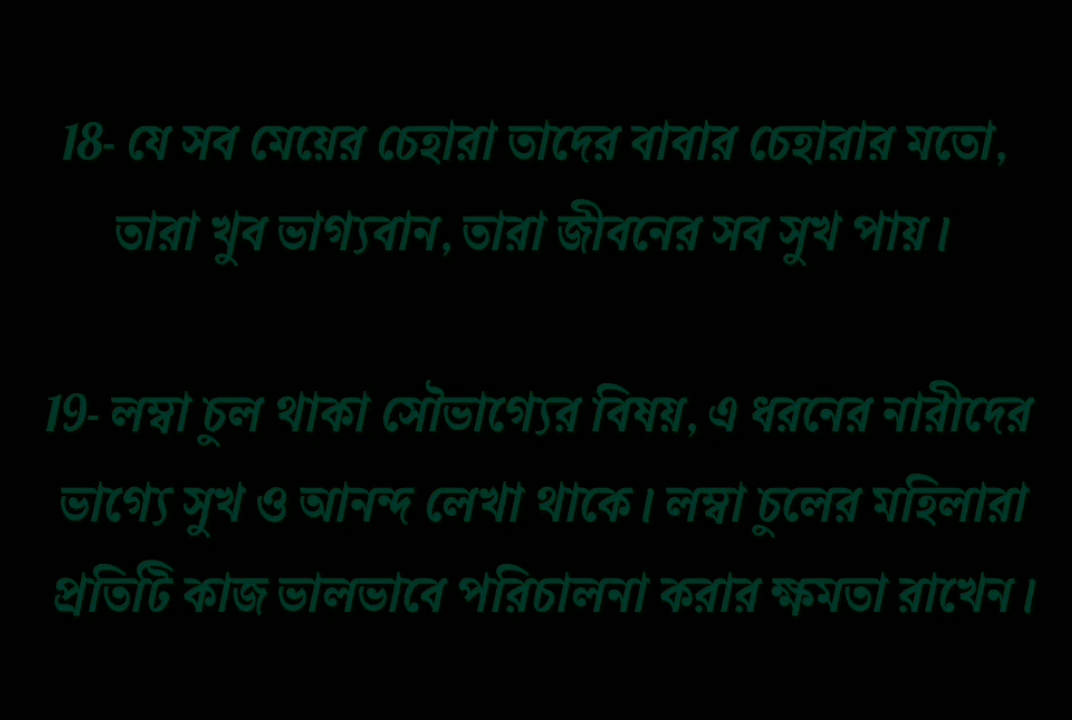 18- যে সব মেয়ের চেহারা তাদের বাবার চেহারার মতো,
তারা খুব ভাগ্যবান, তারা জীবনের সব সুখ পায়।
19- লম্বা চুল থাকা সৌভাগ্যের বিষয়, এ ধরনের নারীদের
ভাগ্যে সুখ ও আনন্দ লেখা থাকে। লম্বা চুলের মহিলারা
প্রতিটি কাজ ভালভাবে পরিচালনা করার ক্ষমতা রাখেন।